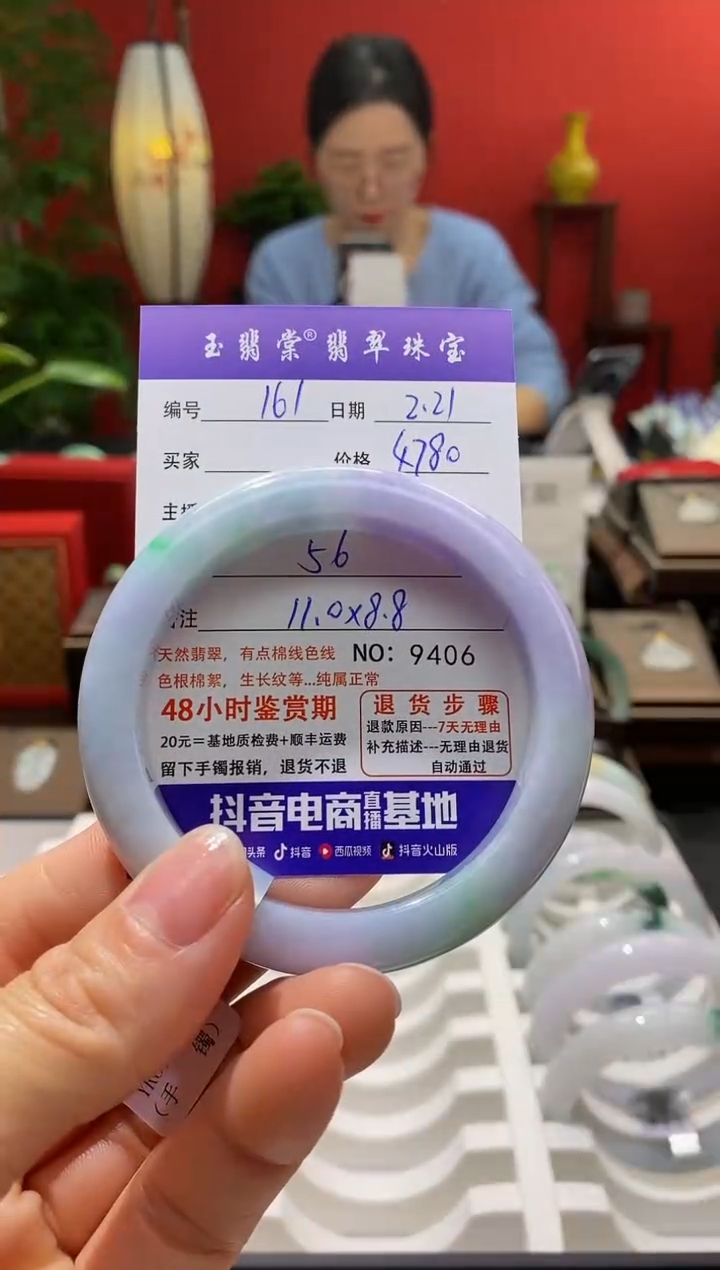 玉翡棠® 翡翠珠宝
编号 161 日期 2.21
买家 价格 4780
主播
56
注 11.0x8.8
天然翡翠，有点棉线色线 NO: 9406
色根棉絮，生长纹等...纯属正常
48小时鉴赏期
20元=基地质检费+顺丰运费
留下手镯报销，退货不退
退货步骤
退款原因---7天无理由
补充描述---无理由退货
自动通过
抖音电商直播基地
头条 抖音 西瓜视频 抖音火山版
(手镯)